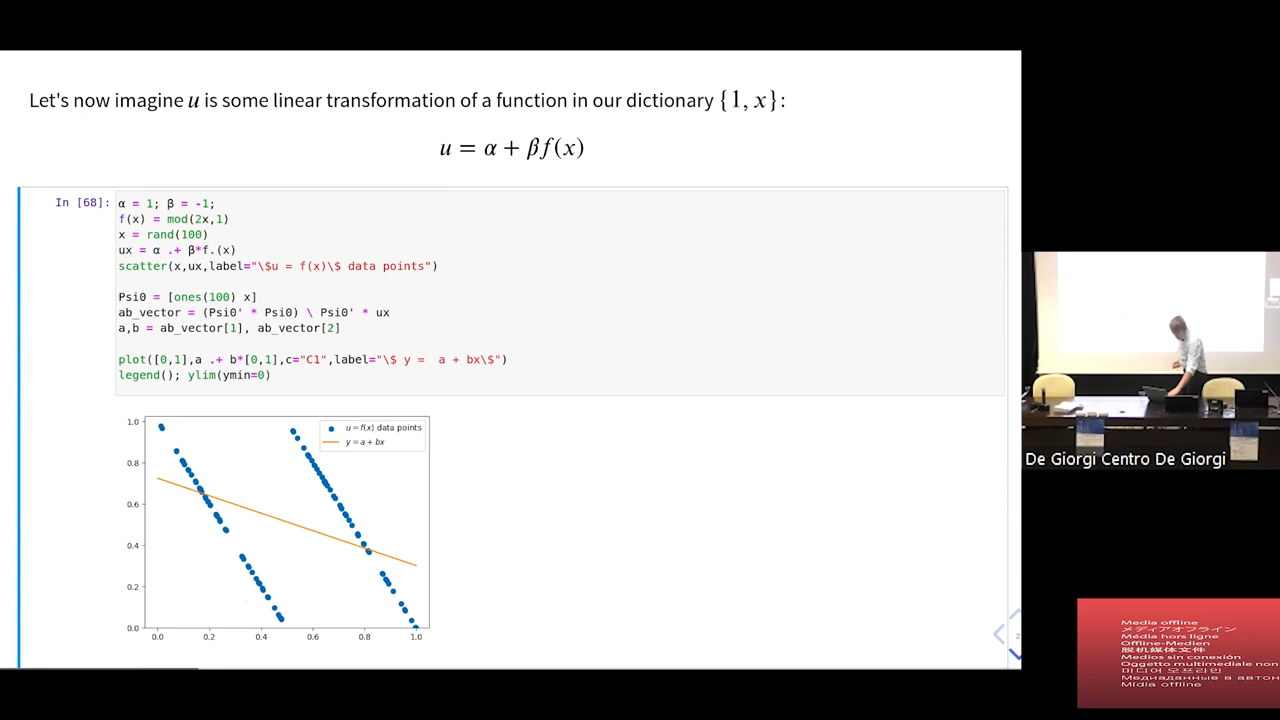 Let's now imagine u is some linear transformation of a function in our dictionary {1, x}:
u = α + βf(x)
In [68]:
α = 1; β = -1;
f(x) = mod(2x,1)
x = rand(100)
ux = α .+ β*f.(x)
scatter(x,ux,label="\$u = f(x)\$ data points")
Psi0 = [ones(100) x]
ab_vector = (Psi0' * Psi0) \ Psi0' * ux
a,b = ab_vector[1], ab_vector[2]
plot([0,1],a .+ b*[0,1],c="C1",label="\$ y =  a + bx\$")
legend(); ylim(ymin=0)
u = f(x) data points
y = a + bx
1.0
0.8
0.6
0.4
0.2
0.0
0.0 0.2 0.4 0.6 0.8 1.0
2
De Giorgi Centro De Giorgi
Media offline
メディアオフライン
Média hors ligne
Offline-Medien
脱机媒体文件
Medios sin conexión
Oggetto multimediale non
미디어 오프라인
Медиаданные в автон
Mídia offline